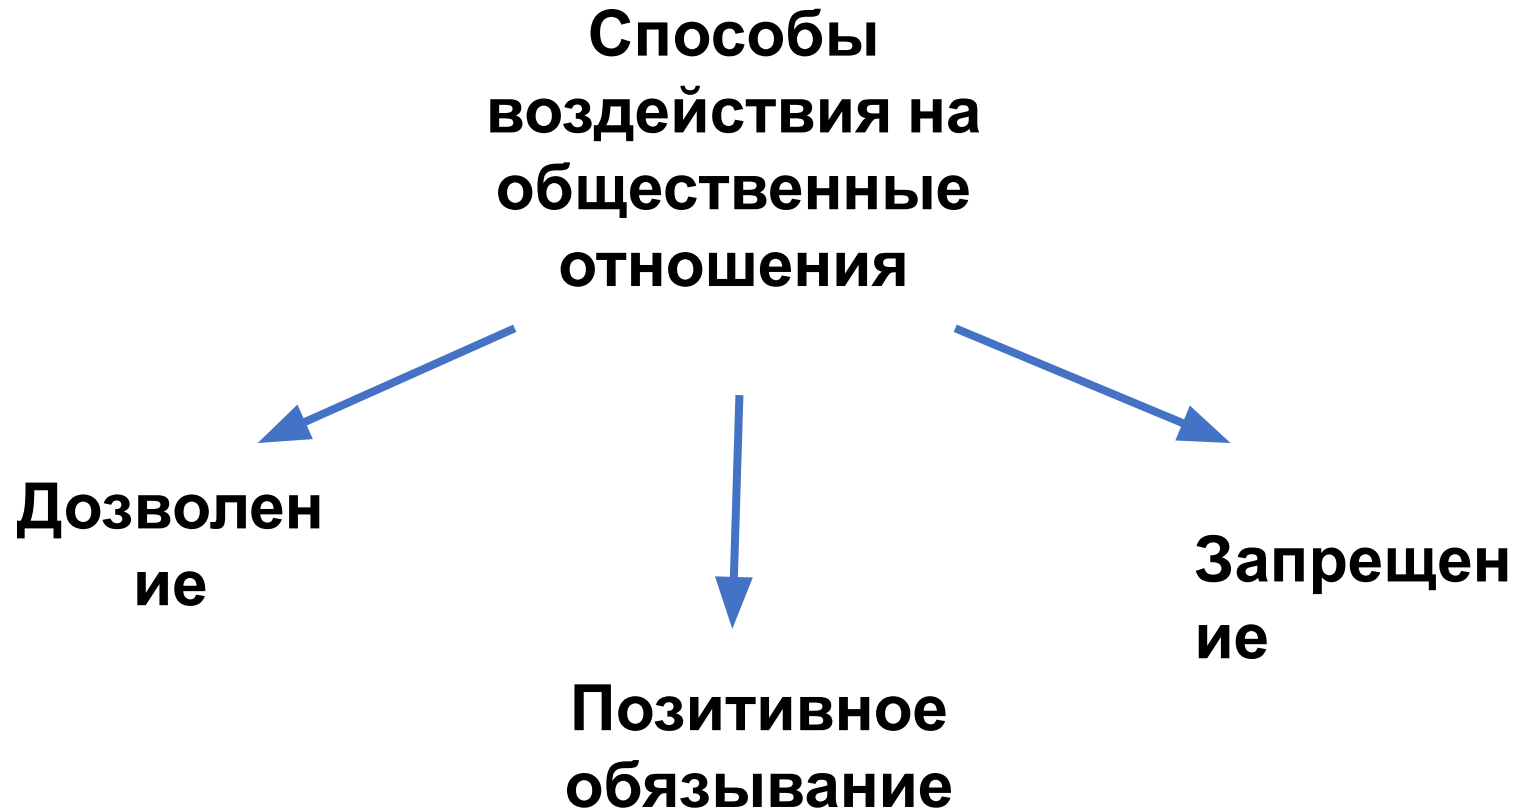 Способы
воздействия на
общественные
отношения
Дозволен
ие
Запрещен
ие
Позитивное
обязывание